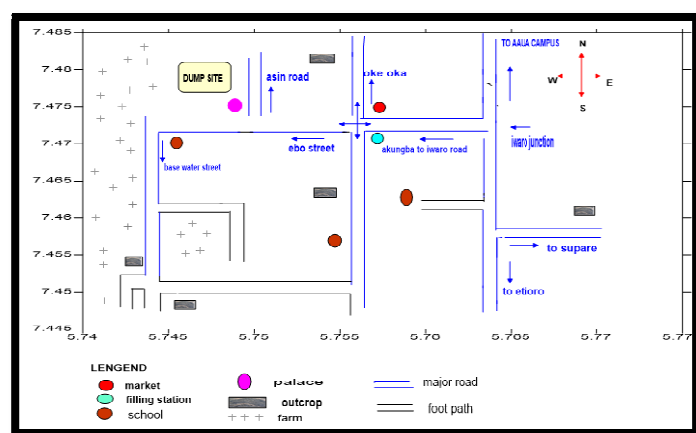 7.485
TO AAUA CAMPUS N
7.48
DUMP SITE
asin road
oke oka
W E
7.475
S
7.47
ebo street
akungba to iwaro road
iwaro junction
base water street
7.465
7.46
7.455
to supare
7.45
to etioro
7.445
5.74 5.745 5.75 5.755 5.76 5.765 5.77 5.77
LENGEND
market
palace
major road
filling station
outcrop
school
farm
foot path